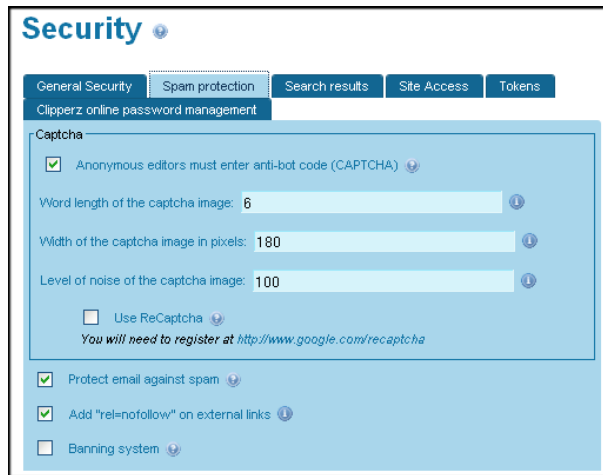 Security
General Security Spam protection Search results Site Access Tokens
Clipperz online password management
Captcha
Anonymous editors must enter anti-bot code (CAPTCHA)
Word length of the captcha image: 6
Width of the captcha image in pixels: 180
Level of noise of the captcha image: 100
Use ReCaptcha
You will need to register at http://www.google.com/recaptcha
Protect email against spam
Add "rel=nofollow" on external links
Banning system